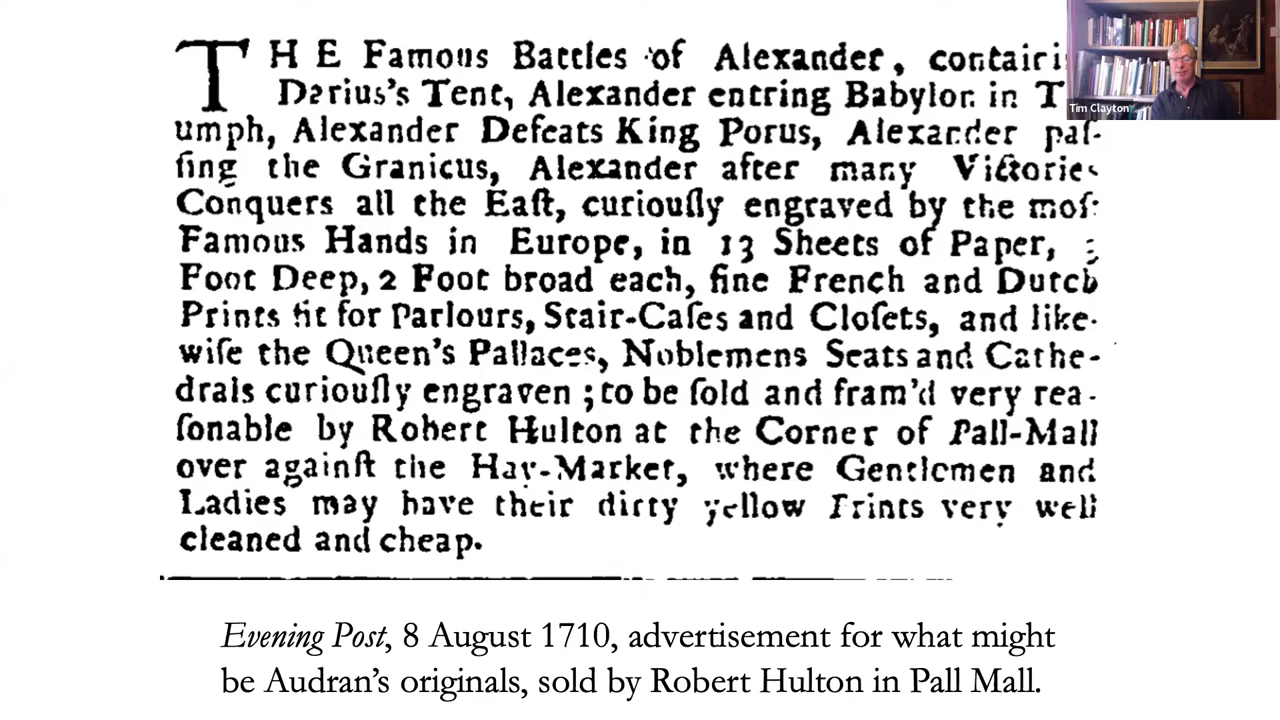 THE Famous Battles of Alexander, containi
Darius's Tent, Alexander entring Babylon in T
umph, Alexander Defeats King Porus, Alexander paſ-
ſing the Granicus, Alexander after many Victories
Conquers all the Eaſt, curiouſly engraved by the moſt
Famous Hands in Europe, in 13 Sheets of Paper,
Foot Deep, 2 Foot broad each, fine French and Dutch
Prints fit for Parlours, Stair-Caſes and Cloſets, and like-
wiſe the Queen's Pallaces, Noblemens Seats and Cathe-
drals curiouſly engraven ; to be ſold and fram'd very rea-
ſonable by Robert Hulton at the Corner of Pall-Mall
over againſt the Hay-Market, where Gentlemen and
Ladies may have their dirty yellow Prints very well
cleaned and cheap.
Evening Post, 8 August 1710, advertisement for what might
be Audran's originals, sold by Robert Hulton in Pall Mall.
Tim Clayton